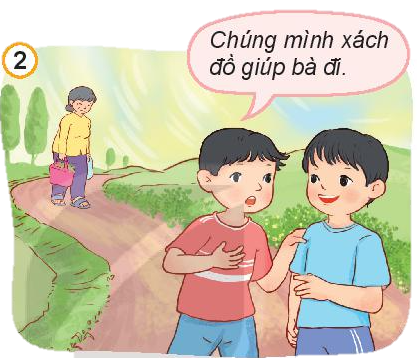 2
Chúng mình xách
đồ giúp bà đi.